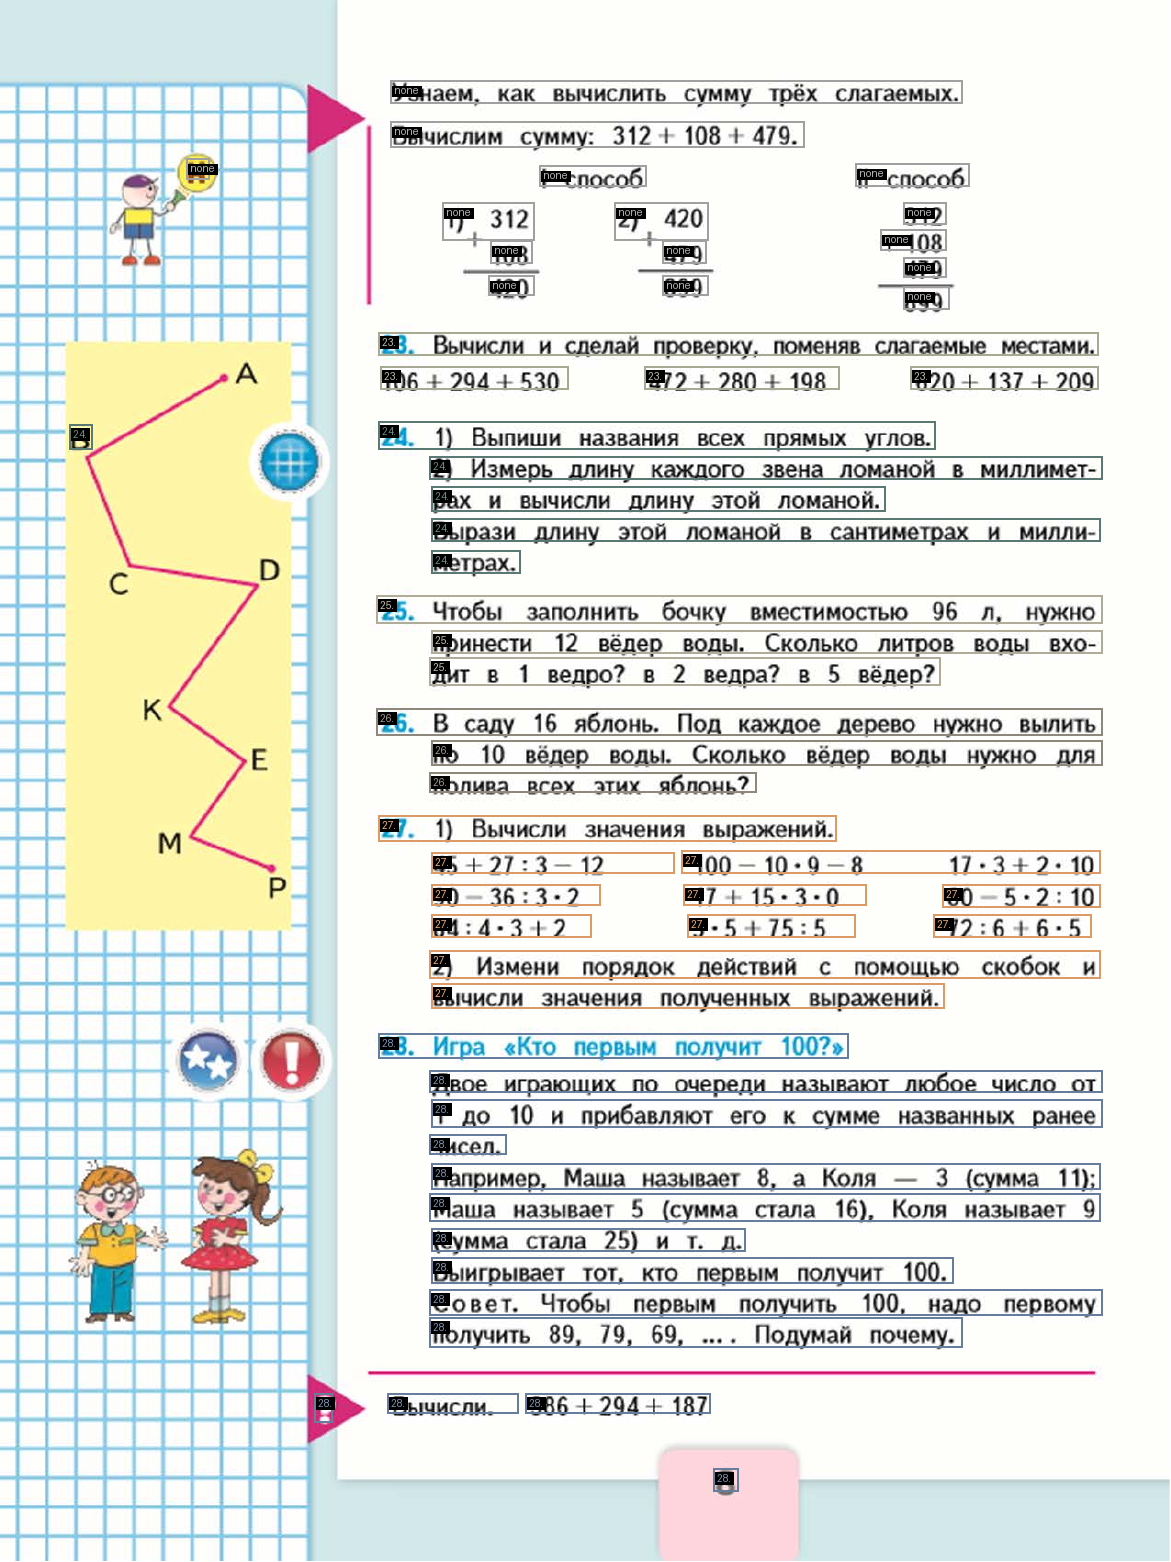 Узнаем, как вычислить сумму трёх слагаемых.
Вычислим сумму: 312 + 108 + 479.
I способ II способ
1) 312 2) 420 312
+ 108 + 479 + 108
420 899 479
899
23. Вычисли и сделай проверку, поменяв слагаемые местами.
106 + 294 + 530 472 + 280 + 198 620 + 137 + 209
24. 1) Выпиши названия всех прямых углов.
2) Измерь длину каждого звена ломаной в миллимет-
рах и вычисли длину этой ломаной.
Вырази длину этой ломаной в сантиметрах и милли-
метрах.
A
B
C
D
K
E
M
P
25. Чтобы заполнить бочку вместимостью 96 л, нужно
принести 12 вёдер воды. Сколько литров воды вхо-
дит в 1 ведро? в 2 ведра? в 5 вёдер?
26. В саду 16 яблонь. Под каждое дерево нужно вылить
по 10 вёдер воды. Сколько вёдер воды нужно для
полива всех этих яблонь?
27. 1) Вычисли значения выражений.
45 + 27 : 3 − 12 100 − 10 · 9 − 8 17 · 3 + 2 · 10
90 − 36 : 3 · 2 + 15 · 3 · 0 − 5 · 2 : 10
84 : 4 · 3 + 2 · 5 + 75 : 5 72 : 6 + 6 · 5
2) Измени порядок действий с помощью скобок и
вычисли значения полученных выражений.
28. Игра «Кто первым получит 100?»
Двое играющих по очереди называют любое число от
1 до 10 и прибавляют его к сумме названных ранее
чисел.
Например, Маша называет 8, а Коля — 3 (сумма 11);
Маша называет 5 (сумма стала 16), Коля называет 9
(сумма стала 25) и т. д.
Выигрывает тот, кто первым получит 100.
Совет. Чтобы первым получить 100, надо первому
получить 89, 79, 69, ... . Подумай почему.
Вычисли. 386 + 294 + 187
8